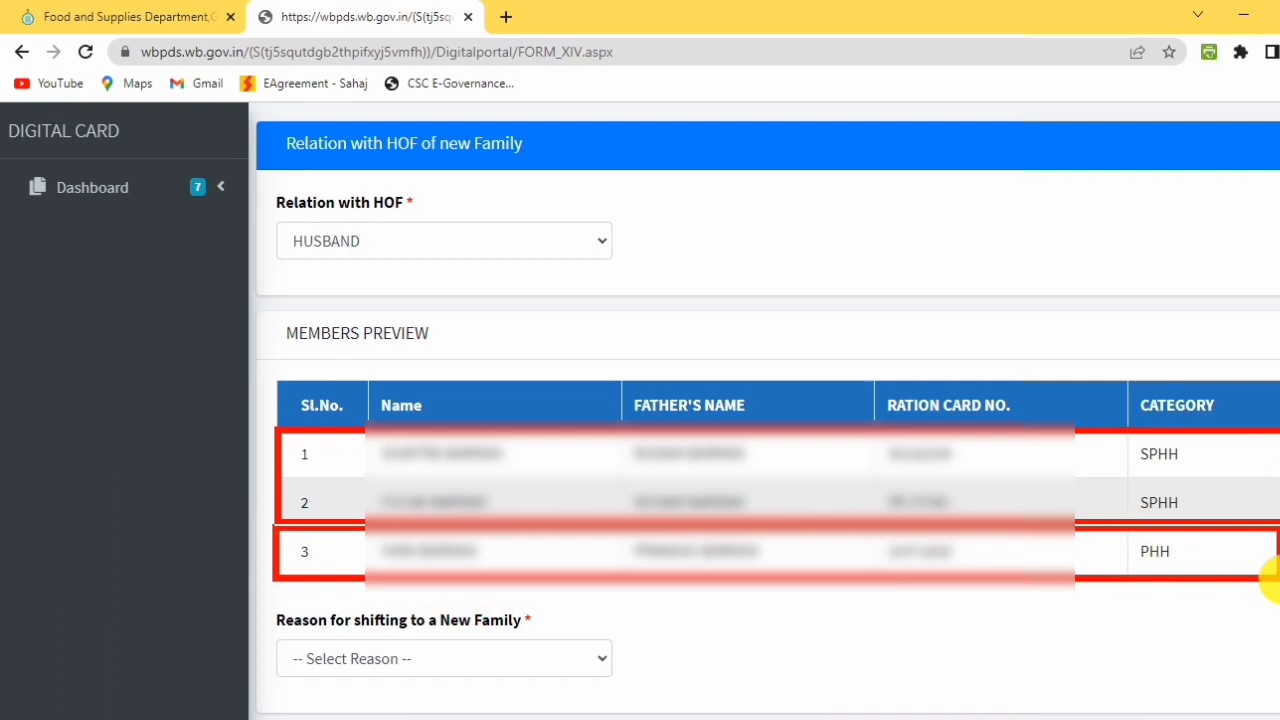 Food and Supplies Department,G
https://wbpds.wb.gov.in/(S(tj5sq
wbpds.wb.gov.in/(S(tj5squtdgb2thpifxyj5vmfh))/Digitalportal/FORM_XIV.aspx
YouTube Maps Gmail EAgreement - Sahaj CSC E-Governance...
DIGITAL CARD
Dashboard 7
Relation with HOF of new Family
Relation with HOF *
HUSBAND
MEMBERS PREVIEW
Sl.No. Name FATHER'S NAME RATION CARD NO. CATEGORY
1 SPHH
2 SPHH
3 PHH
Reason for shifting to a New Family *
-- Select Reason --